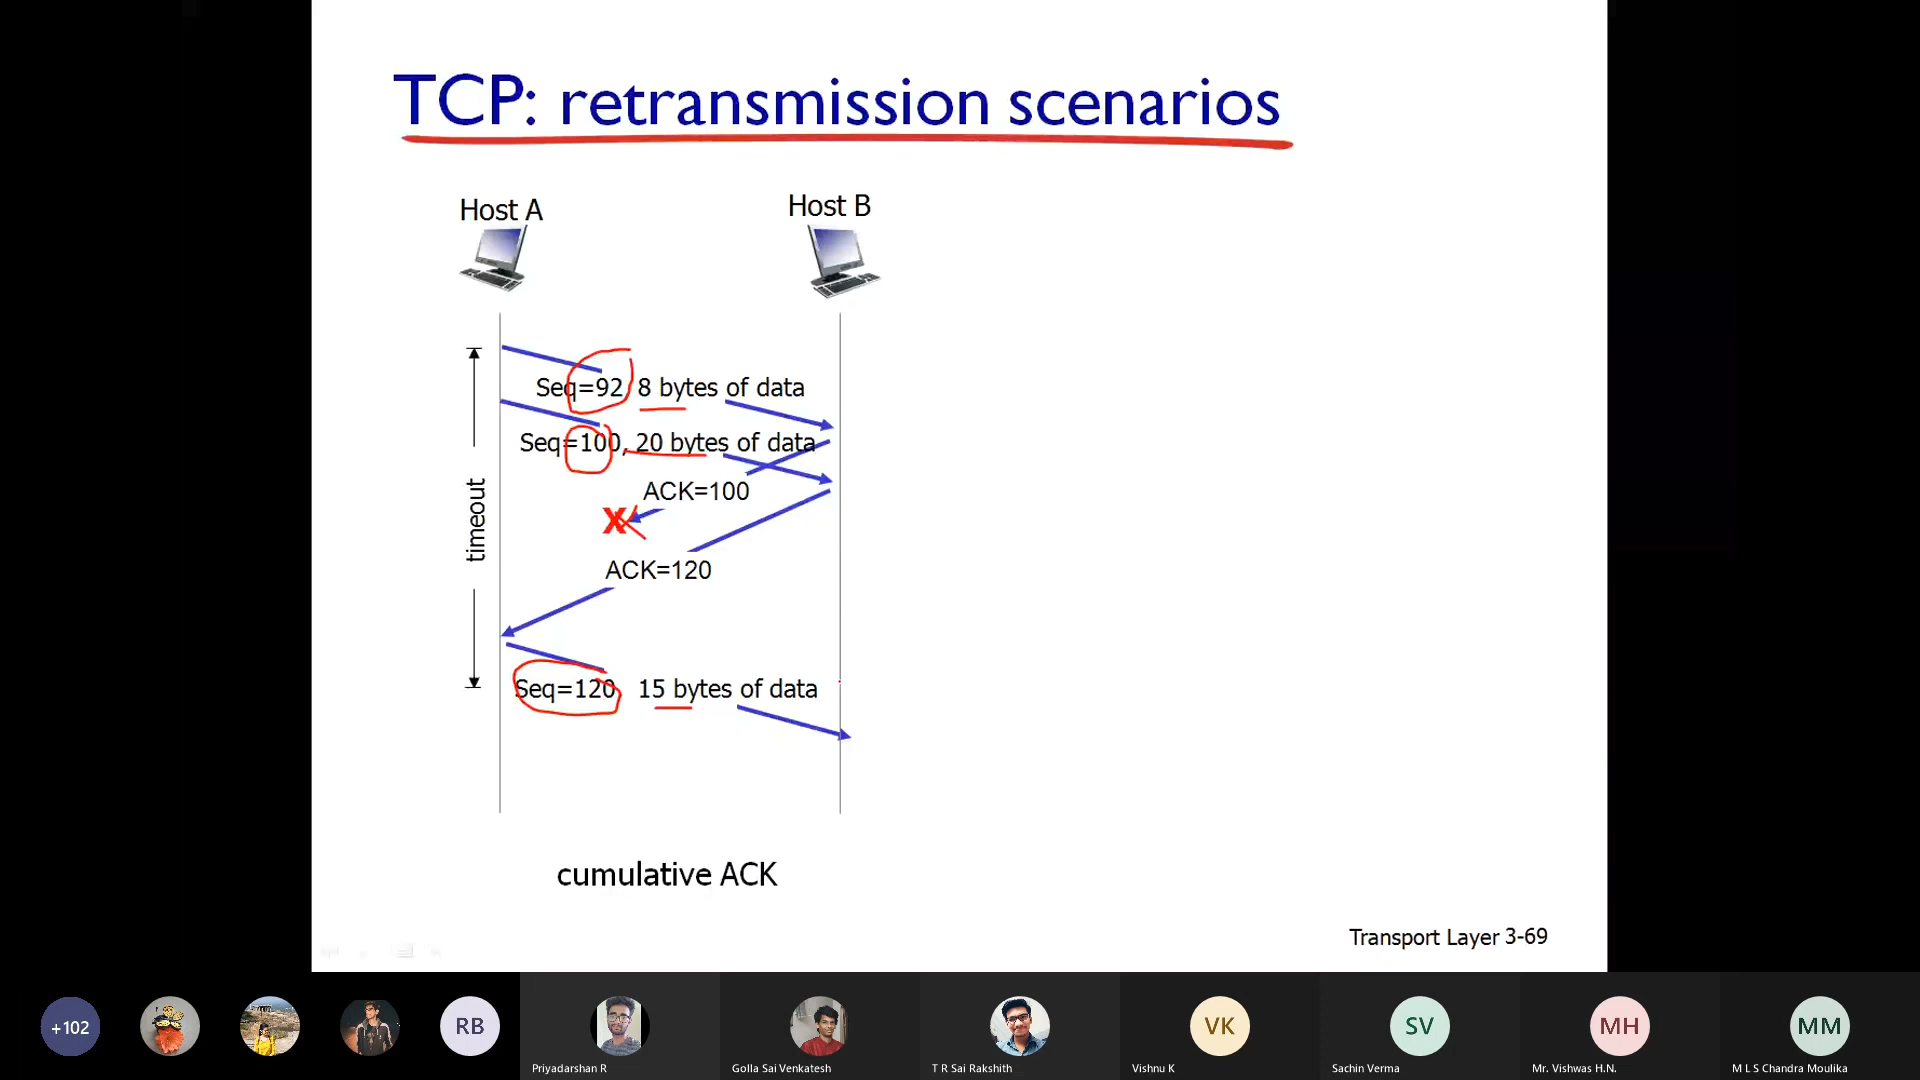 TCP: retransmission scenarios
Host A
Host B
Seq=92, 8 bytes of data
Seq=100, 20 bytes of data
ACK=100
X
timeout
ACK=120
Seq=120, 15 bytes of data
cumulative ACK
Transport Layer 3-69
+102
RB
VK
SV
MH
MM
Priyadarshan R
Golla Sai Venkatesh
T R Sai Rakshith
Vishnu K
Sachin Verma
Mr. Vishwas H.N.
M L S Chandra Moulika